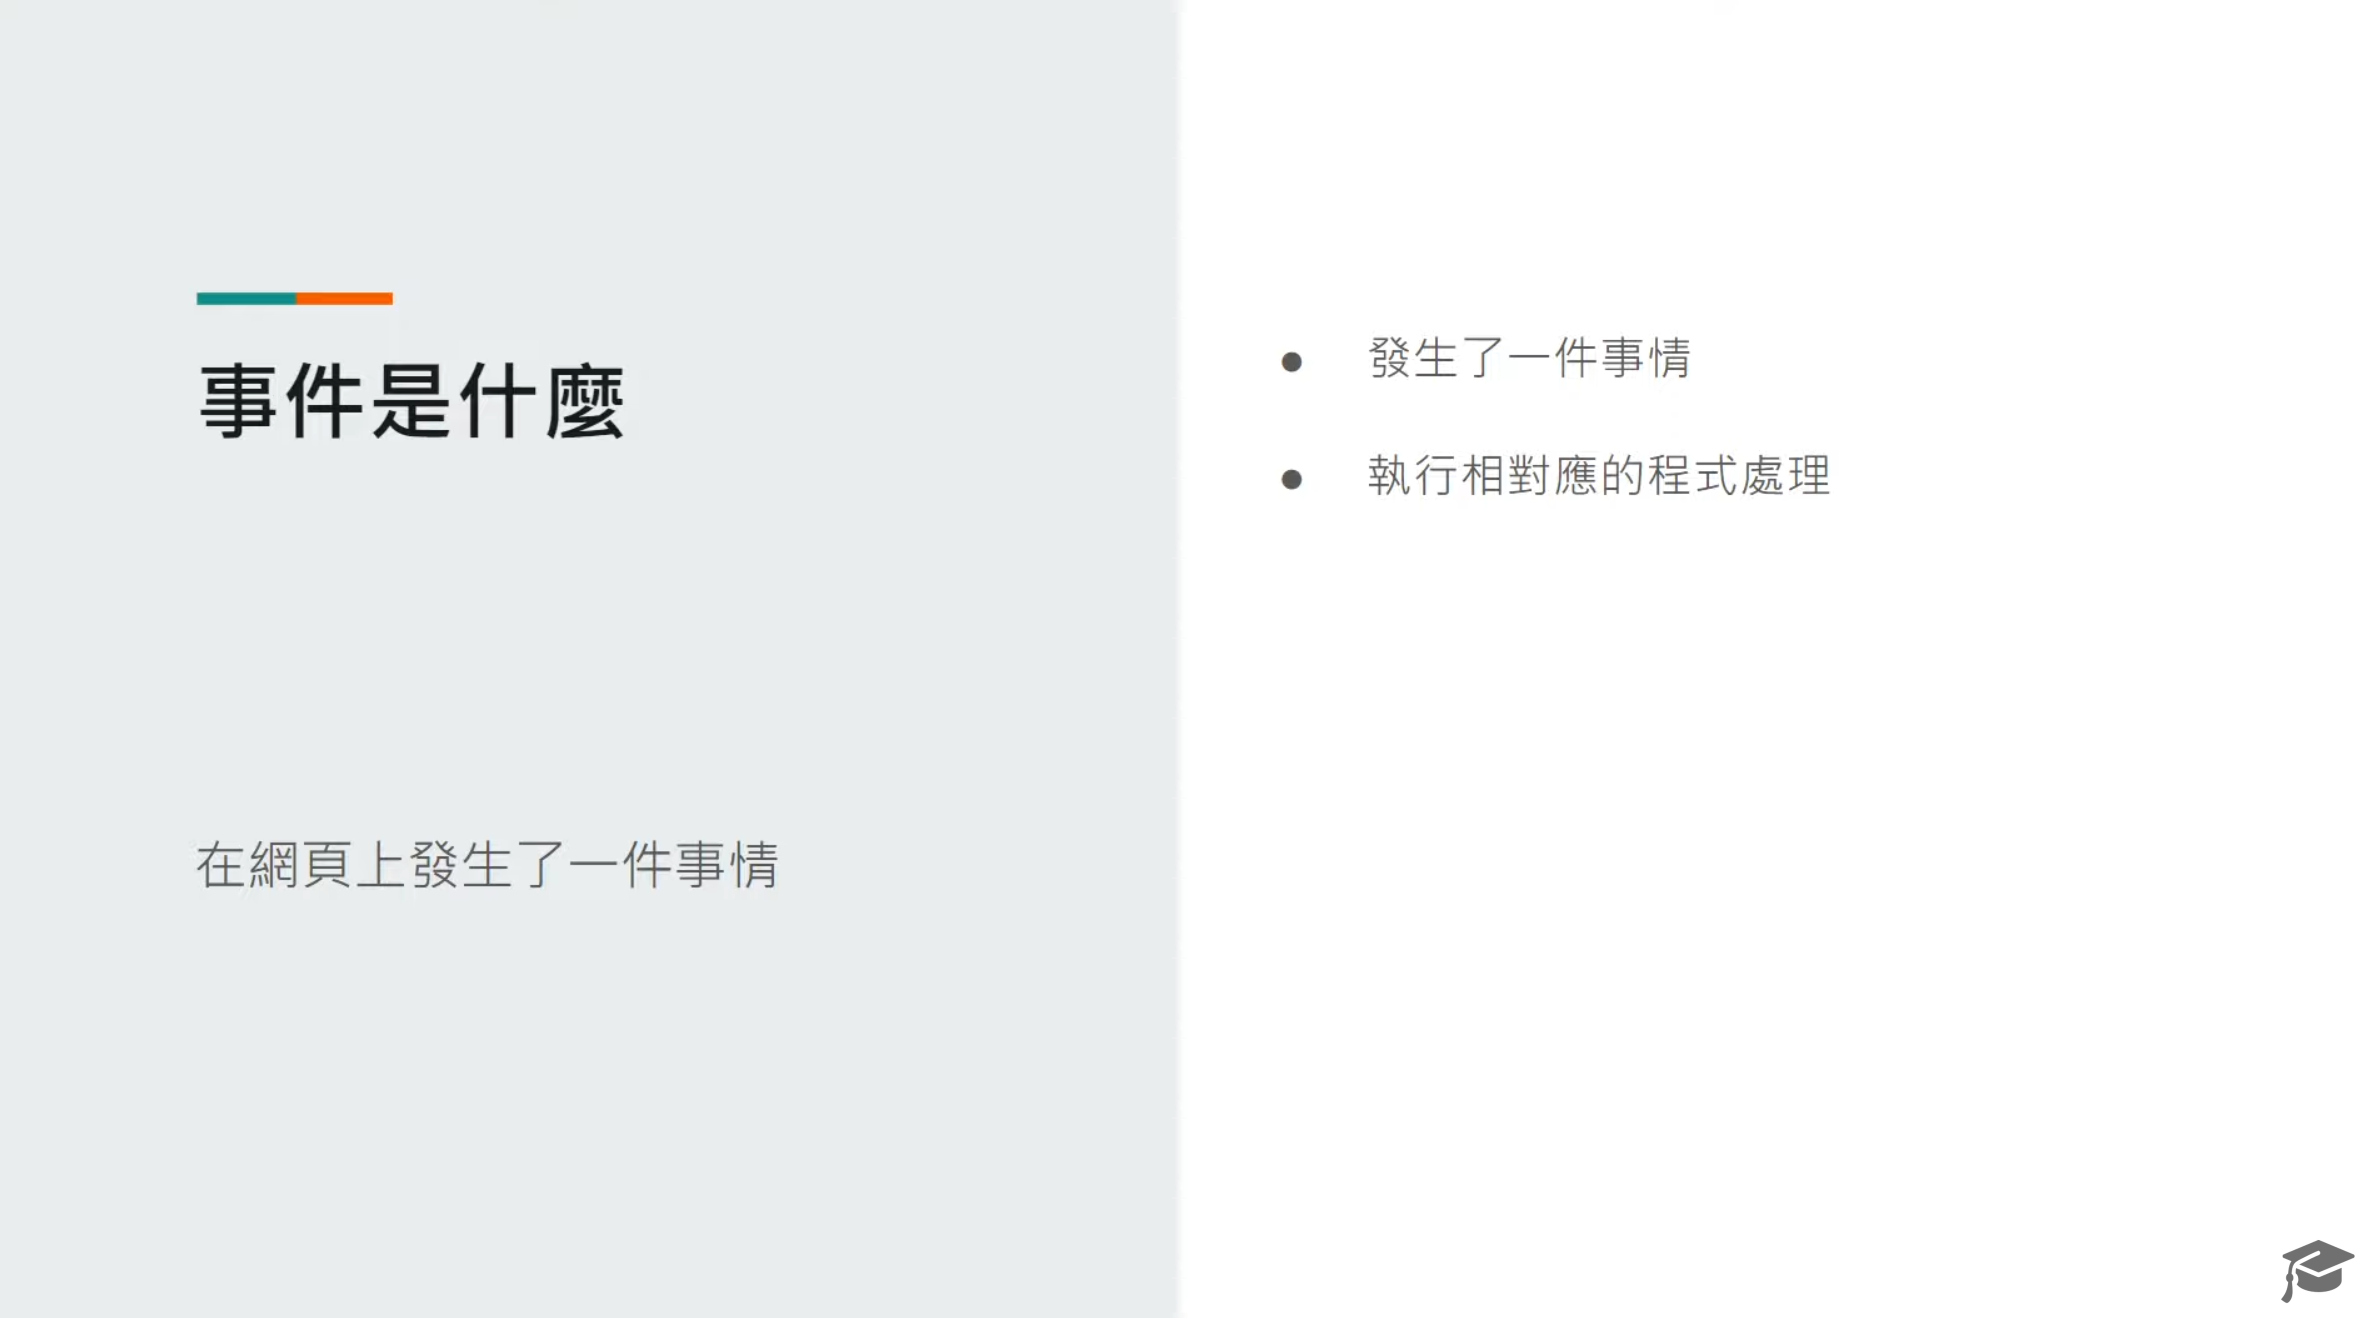 事件是什麼
在網頁上發生了一件事情
發生了一件事情
執行相對應的程式處理